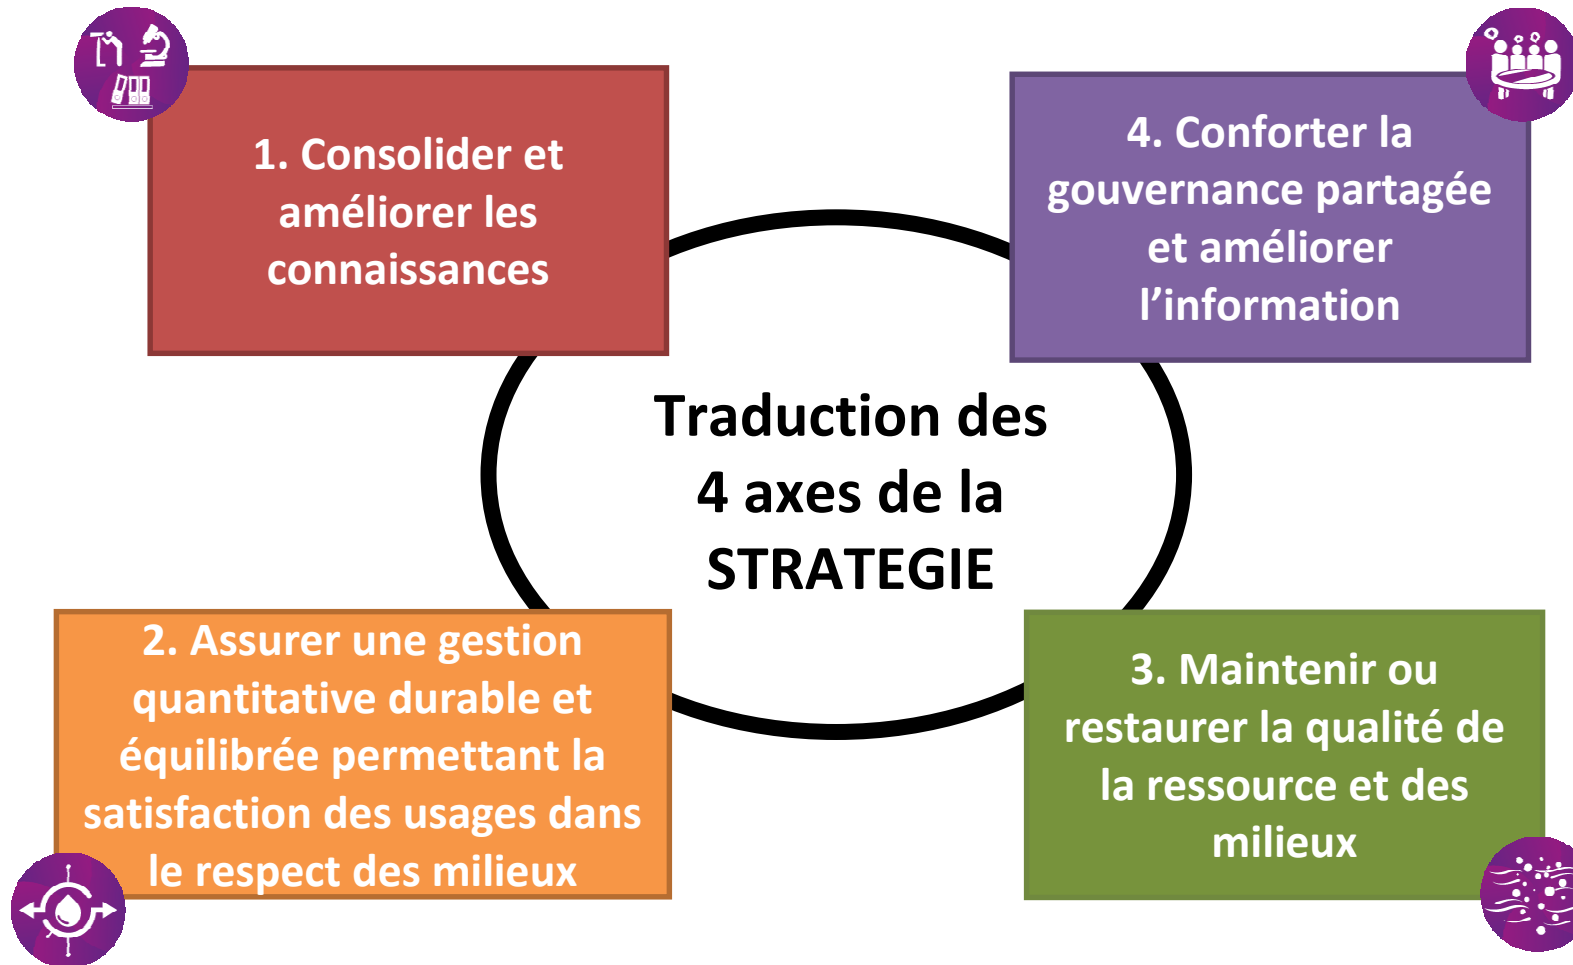 1. Consolider et
améliorer les
connaissances
4. Conforter la
gouvernance partagée
et améliorer
l’information
Traduction des
4 axes de la
STRATEGIE
2. Assurer une gestion
quantitative durable et
équilibrée permettant la
satisfaction des usages dans
le respect des milieux
3. Maintenir ou
restaurer la qualité de
la ressource et des
milieux